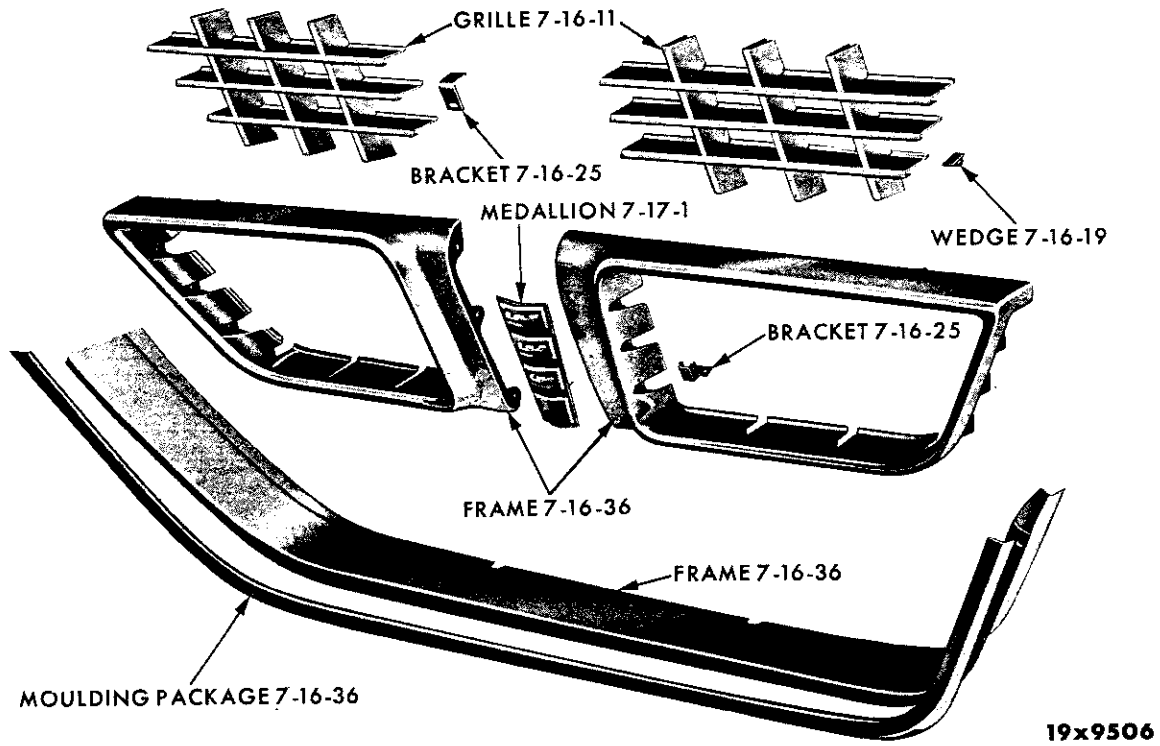 GRILLE 7-16-11
BRACKET 7-16-25
MEDALLION 7-17-1
WEDGE 7-16-19
BRACKET 7-16-25
FRAME 7-16-36
FRAME 7-16-36
MOULDING PACKAGE 7-16-36
19x9506